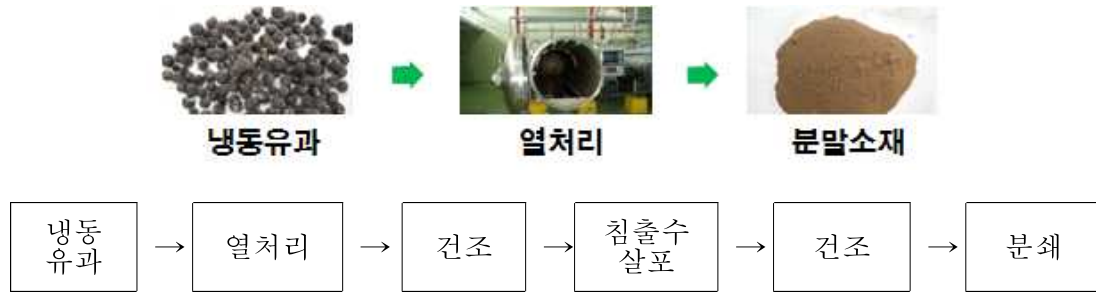 냉동유과 열처리 분말소재
냉동 유과 → 열처리 → 건조 → 침출수 살포 → 건조 → 분쇄